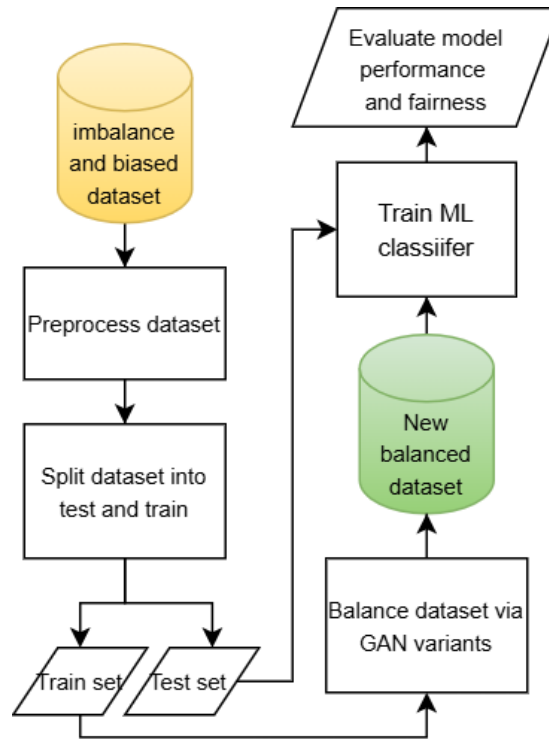 imbalance
and biased
dataset
Preprocess dataset
Split dataset into
test and train
Train set
Test set
Balance dataset via
GAN variants
New
balanced
dataset
Train ML
classiifer
Evaluate model
performance
and fairness